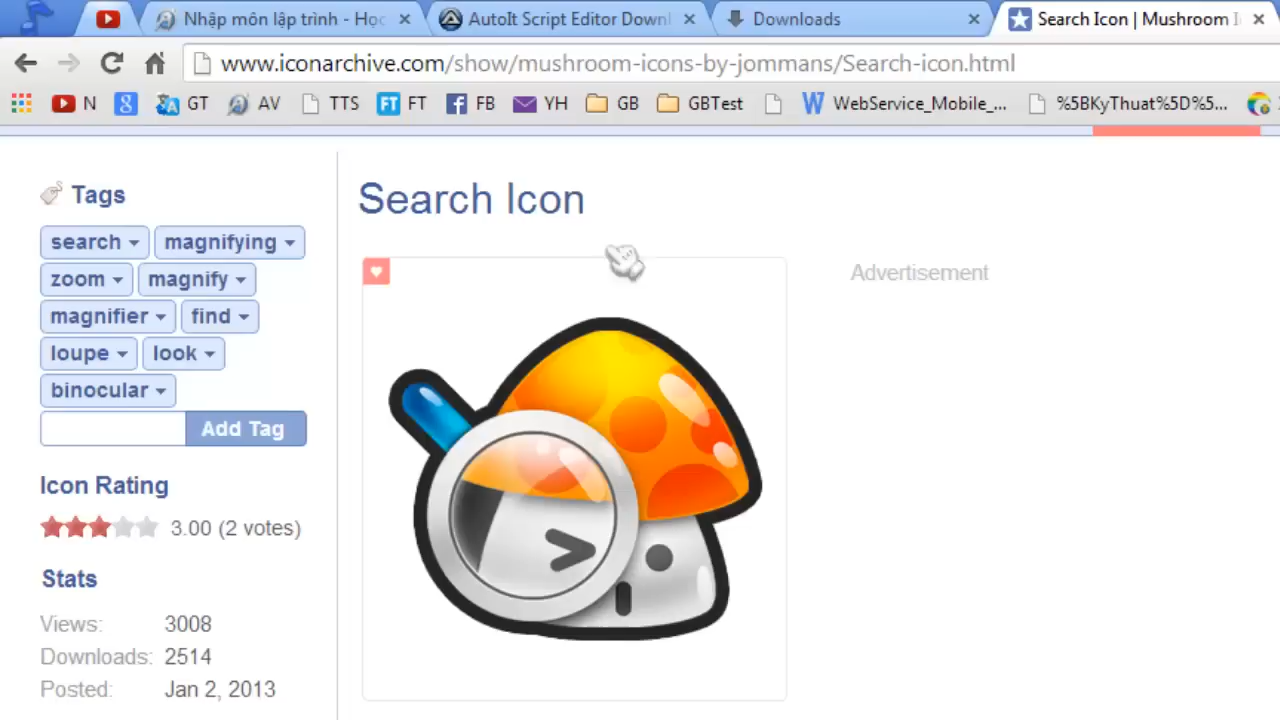 Nhập môn lập trình - Học
AutoIt Script Editor Downl
Downloads
Search Icon | Mushroom I
www.iconarchive.com/show/mushroom-icons-by-jommans/Search-icon.html
N
GT
AV
TTS
FT FT
FB
YH
GB
GBTest
WebService_Mobile_...
%5BKyThuat%5D%5...
Tags
search
magnifying
zoom
magnify
magnifier
find
loupe
look
binocular
Add Tag
Icon Rating
3.00 (2 votes)
Stats
Views: 3008
Downloads: 2514
Posted: Jan 2, 2013
Search Icon
Advertisement